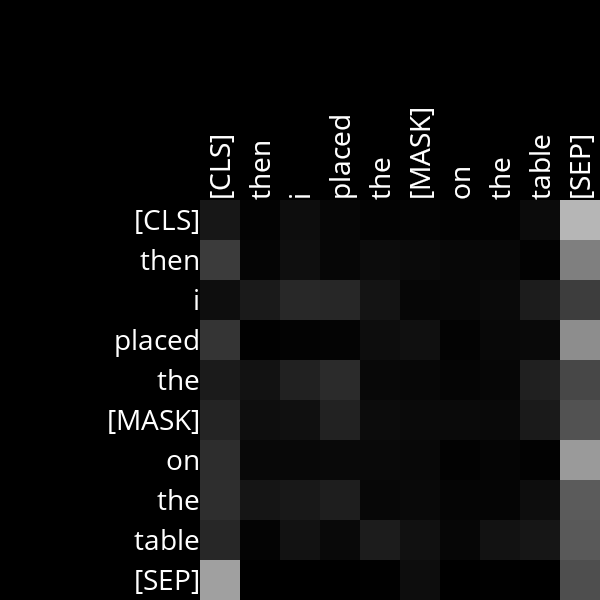 [CLS] then i placed the [MASK] on the table [SEP]
[CLS]
then
i
placed
the
[MASK]
on
the
table
[SEP]